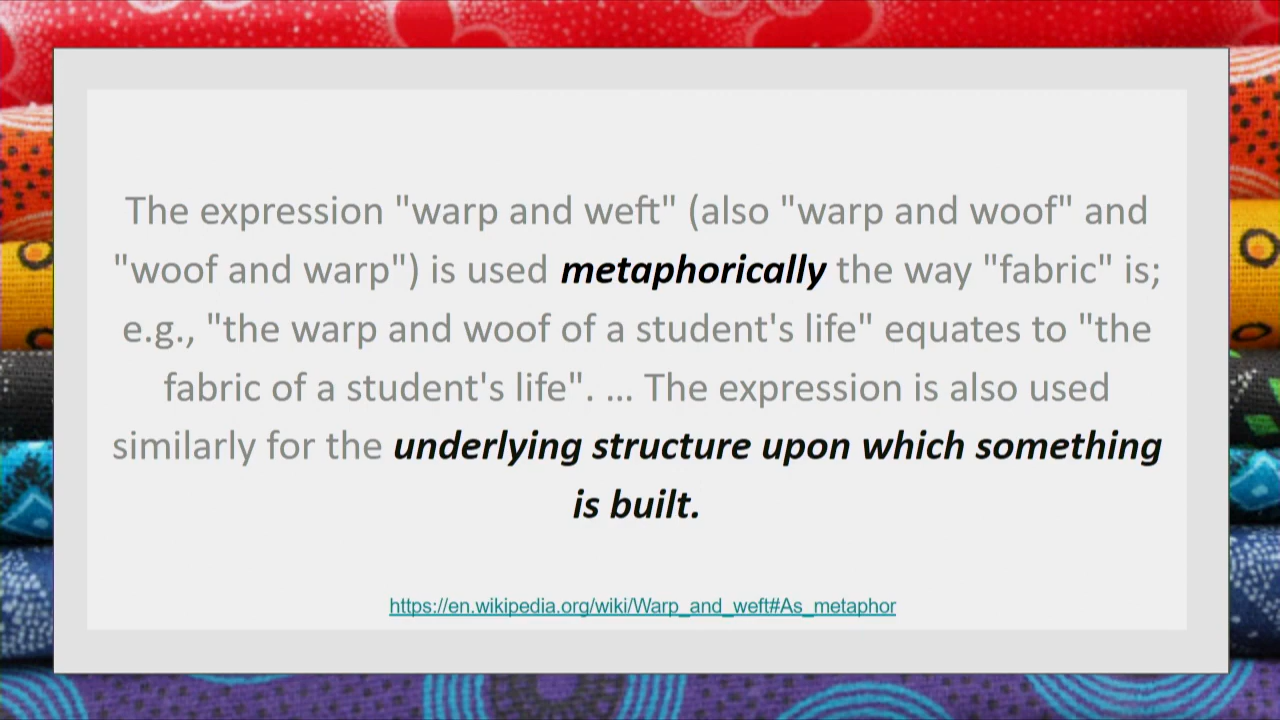 The expression "warp and weft" (also "warp and woof" and
"woof and warp") is used metaphorically the way "fabric" is;
e.g., "the warp and woof of a student's life" equates to "the
fabric of a student's life". ... The expression is also used
similarly for the underlying structure upon which something
is built.
https://en.wikipedia.org/wiki/Warp_and_weft#As_metaphor